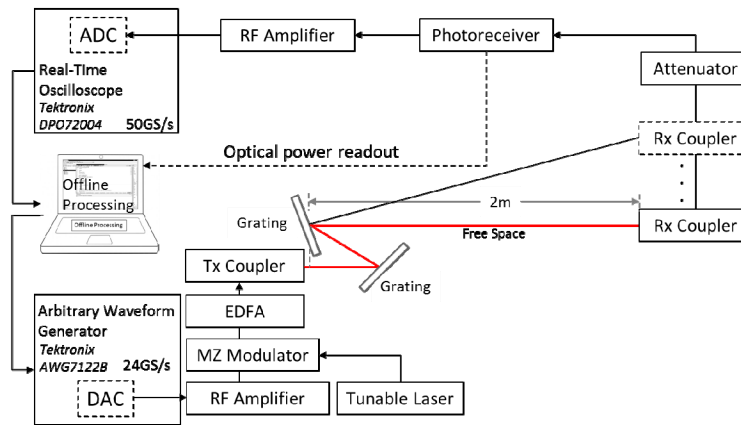 ADC
RF Amplifier
Photoreceiver
Attenuator
Real-Time
Oscilloscope
Tektronix
DPO72004 50GS/s
Optical power readout
Rx Coupler
Offline
Processing
Offline Processing
2m
Grating
Rx Coupler
Free Space
Tx Coupler
Grating
EDFA
Arbitrary Waveform
Generator
Tektronix
AWG7122B 24GS/s
MZ Modulator
DAC
RF Amplifier
Tunable Laser